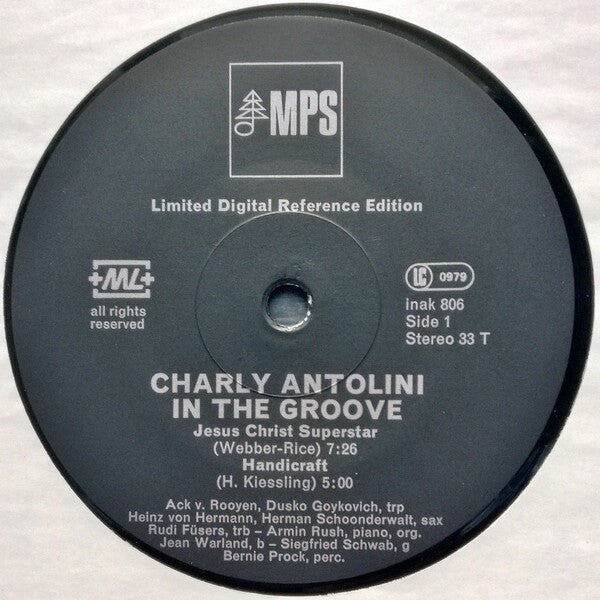 MPS
Limited Digital Reference Edition
+ML+
all rights
reserved
LC 0979
inak 806
Side 1
Stereo 33 T
CHARLY ANTOLINI
IN THE GROOVE
Jesus Christ Superstar
(Webber-Rice) 7:26
Handicraft
(H. Kiessling) 5:00
Ack v. Rooyen, Dusko Goykovich, trp
Heinz von Hermann, Herman Schoonderwalt, sax
Rudi Füsers, trb – Armin Rush, piano, org.
Jean Warland, b – Siegfried Schwab, g
Bernie Prock, perc.